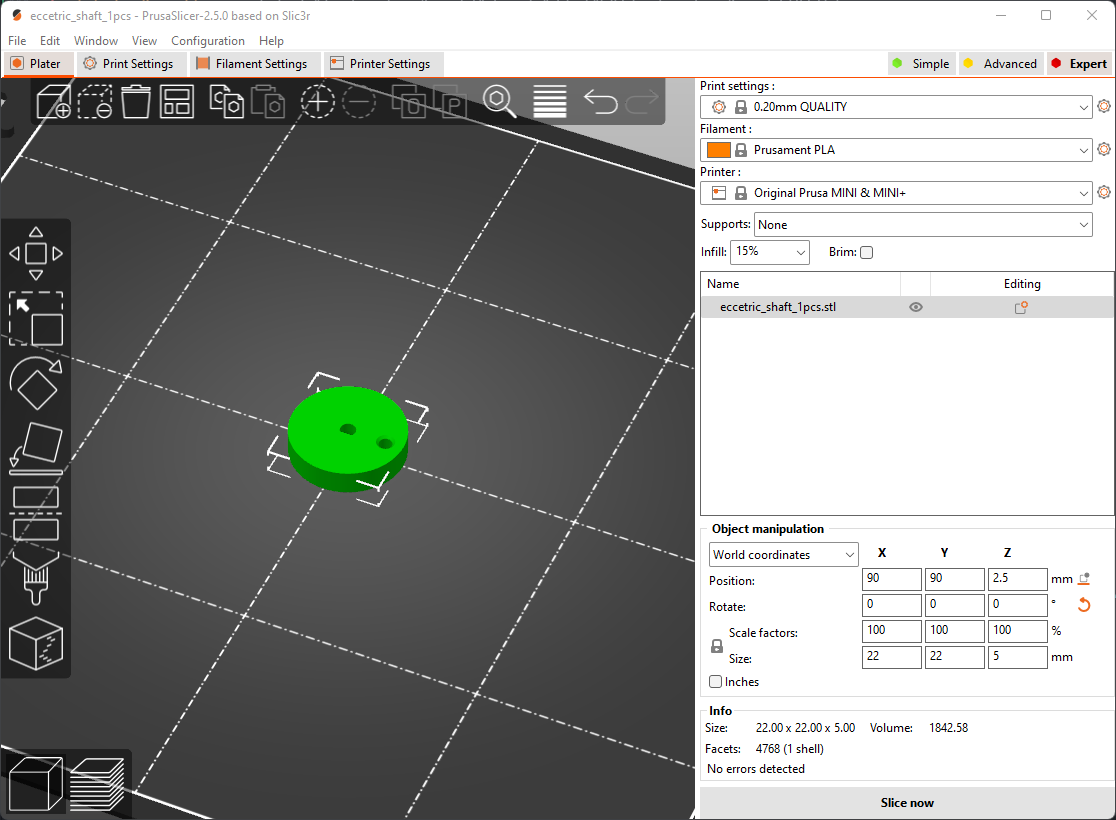 eccetric_shaft_1pcs - PrusaSlicer-2.5.0 based on Slic3r
File Edit Window View Configuration Help
Plater Print Settings Filament Settings Printer Settings Simple Advanced Expert
Print settings :
0.20mm QUALITY
Filament :
Prusament PLA
Printer :
Original Prusa MINI & MINI+
Supports: None
Infill: 15% Brim:
Name Editing
eccetric_shaft_1pcs.stl
Object manipulation
World coordinates X Y Z
Position: 90 90 2.5 mm
Rotate: 0 0 0 °
Scale factors: 100 100 100 %
Size: 22 22 5 mm
Inches
Info
Size: 22.00 x 22.00 x 5.00 Volume: 1842.58
Facets: 4768 (1 shell)
No errors detected
Slice now